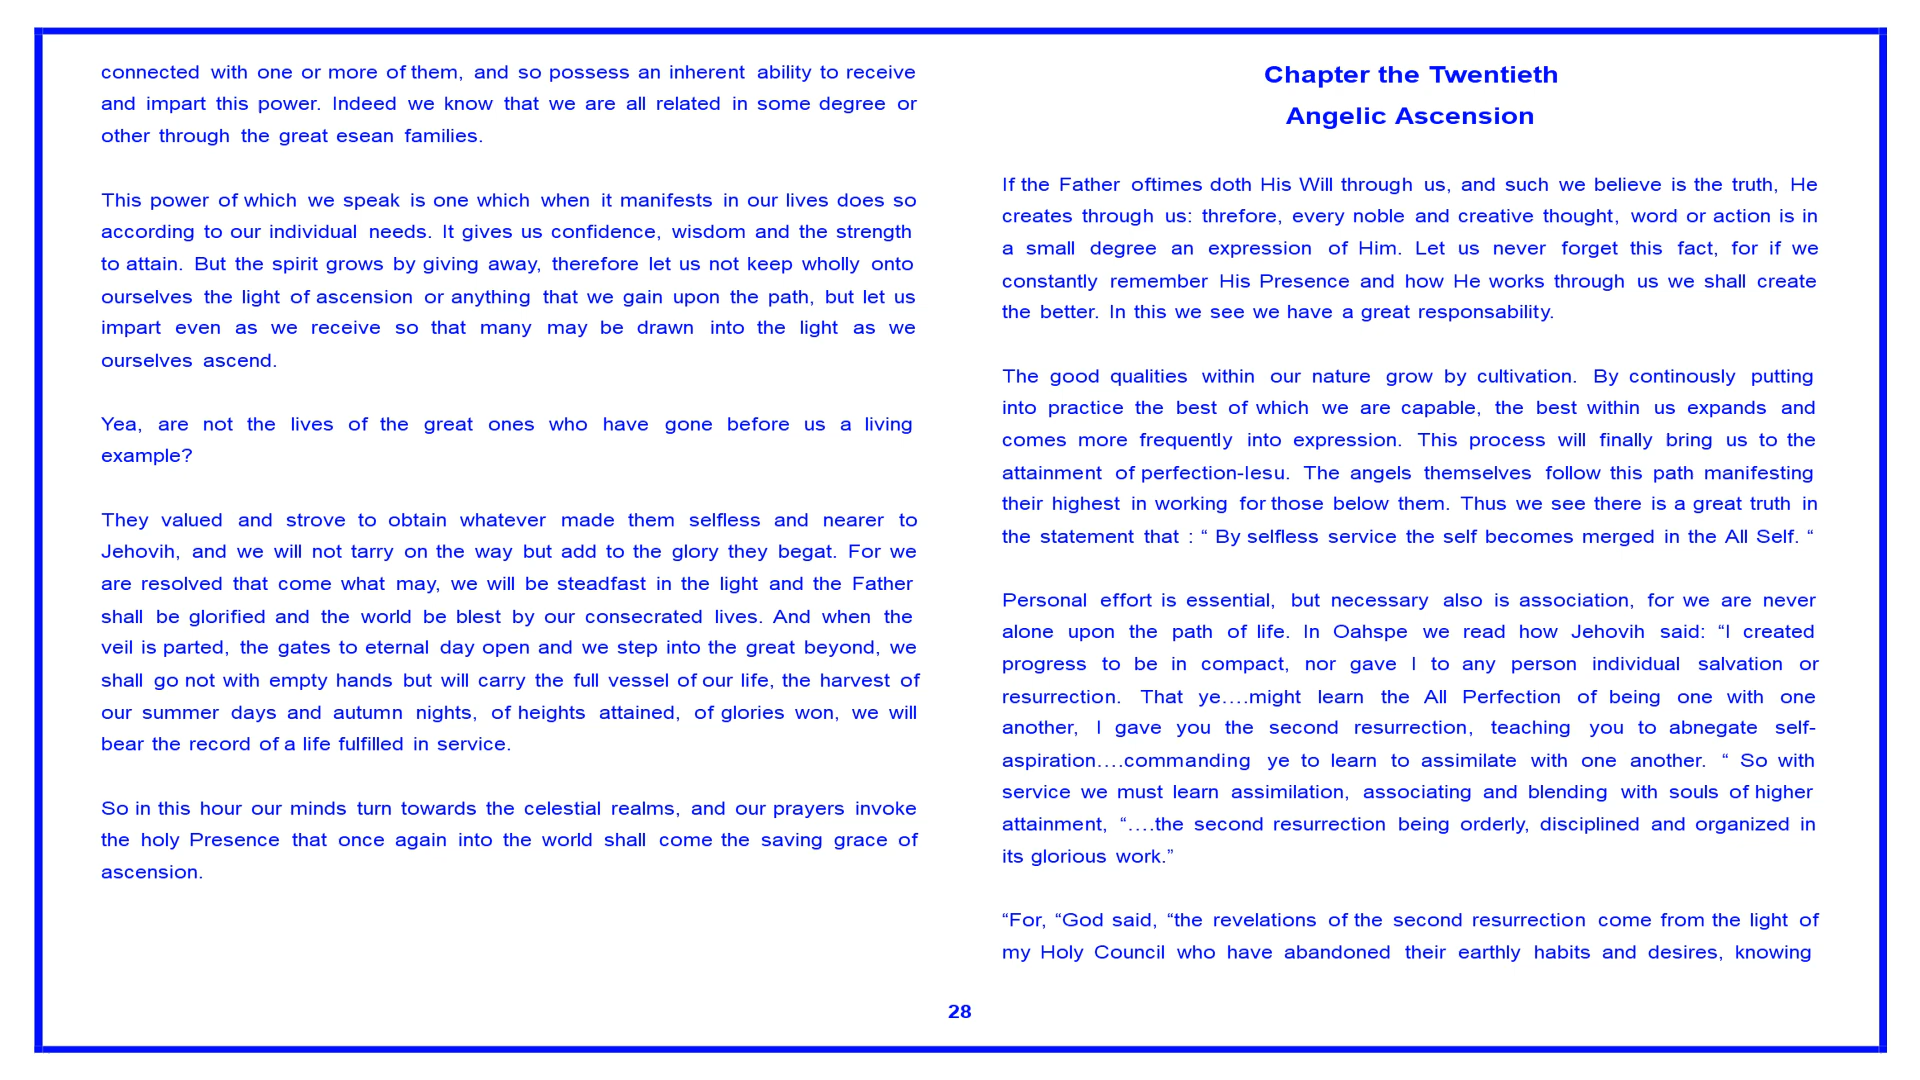 connected with one or more of them, and so possess an inherent ability to receive
and impart this power. Indeed we know that we are all related in some degree or
other through the great esean families.
This power of which we speak is one which when it manifests in our lives does so
according to our individual needs. It gives us confidence, wisdom and the strength
to attain. But the spirit grows by giving away, therefore let us not keep wholly onto
ourselves the light of ascension or anything that we gain upon the path, but let us
impart even as we receive so that many may be drawn into the light as we
ourselves ascend.
Yea, are not the lives of the great ones who have gone before us a living
example?
They valued and strove to obtain whatever made them selfless and nearer to
Jehovih, and we will not tarry on the way but add to the glory they begat. For we
are resolved that come what may, we will be steadfast in the light and the Father
shall be glorified and the world be blest by our consecrated lives. And when the
veil is parted, the gates to eternal day open and we step into the great beyond, we
shall go not with empty hands but will carry the full vessel of our life, the harvest of
our summer days and autumn nights, of heights attained, of glories won, we will
bear the record of a life fulfilled in service.
So in this hour our minds turn towards the celestial realms, and our prayers invoke
the holy Presence that once again into the world shall come the saving grace of
ascension.
Chapter the Twentieth
Angelic Ascension
If the Father oftimes doth His Will through us, and such we believe is the truth, He
creates through us: threfore, every noble and creative thought, word or action is in
a small degree an expression of Him. Let us never forget this fact, for if we
constantly remember His Presence and how He works through us we shall create
the better. In this we see we have a great responsability.
The good qualities within our nature grow by cultivation. By continously putting
into practice the best of which we are capable, the best within us expands and
comes more frequently into expression. This process will finally bring us to the
attainment of perfection-Iesu. The angels themselves follow this path manifesting
their highest in working for those below them. Thus we see there is a great truth in
the statement that : “ By selfless service the self becomes merged in the All Self. “
Personal effort is essential, but necessary also is association, for we are never
alone upon the path of life. In Oahspe we read how Jehovih said: “I created
progress to be in compact, nor gave I to any person individual salvation or
resurrection. That ye….might learn the All Perfection of being one with one
another, I gave you the second resurrection, teaching you to abnegate self-
aspiration….commanding ye to learn to assimilate with one another. “ So with
service we must learn assimilation, associating and blending with souls of higher
attainment, “….the second resurrection being orderly, disciplined and organized in
its glorious work.”
“For, “God said, “the revelations of the second resurrection come from the light of
my Holy Council who have abandoned their earthly habits and desires, knowing
28